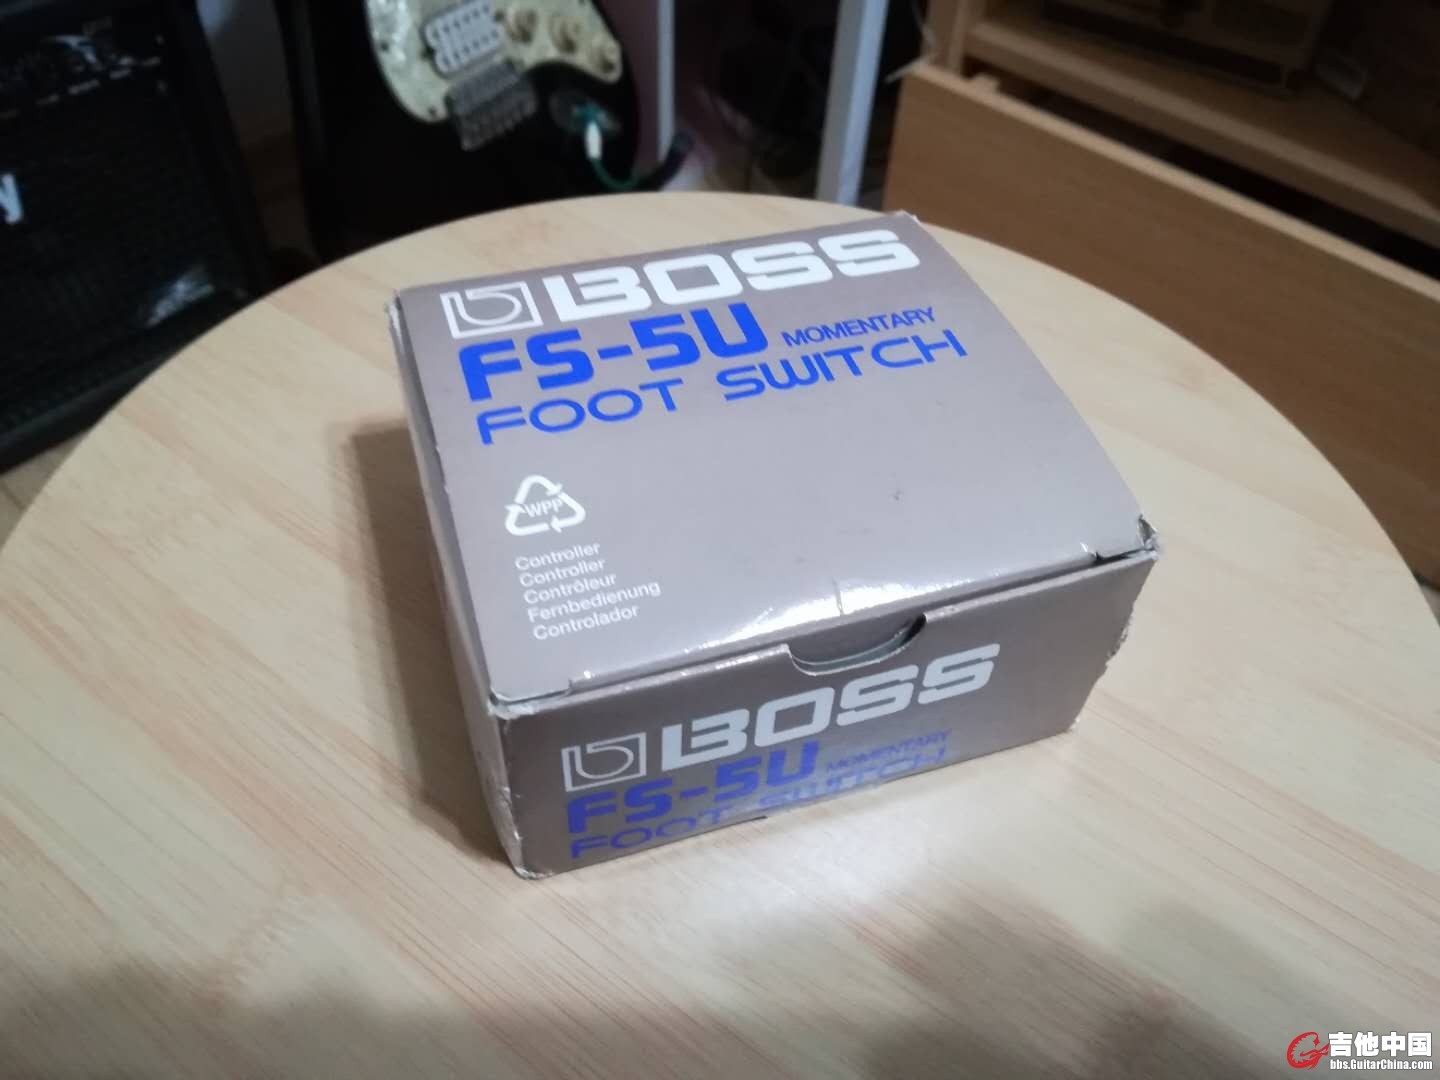 BOSS
FS-5U MOMENTARY
FOOT SWITCH
WPP
Controller
Controller
Contrôleur
Fernbedienung
Controlador
BOSS
FS-5U MOMENTARY
FOOT SWITCH
y
吉他中国
bbs.GuitarChina.com